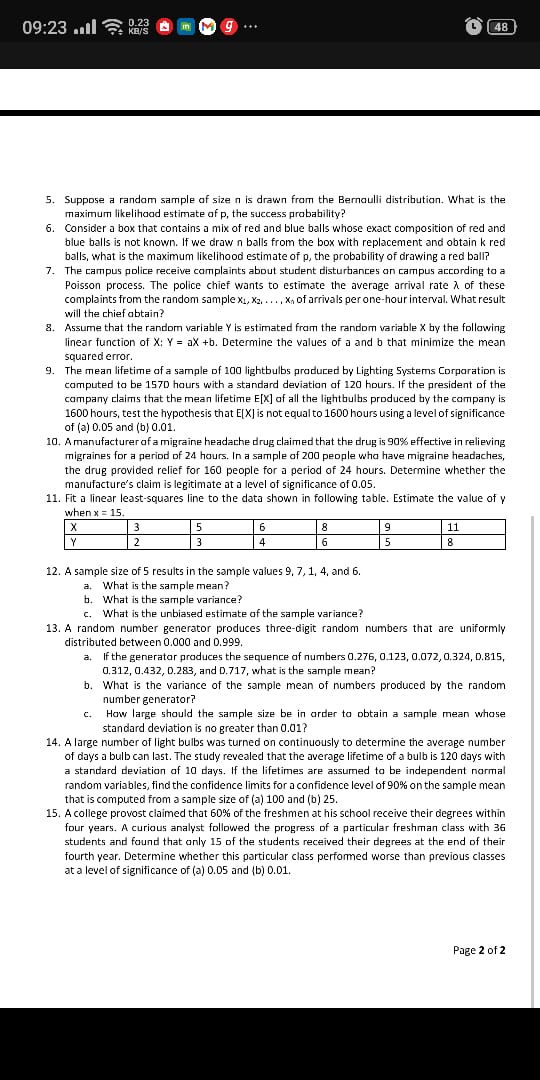 09:23 0.23 KB/S m M g ... 48
5. Suppose a random sample of size n is drawn from the Bernoulli distribution. What is the
maximum likelihood estimate of p, the success probability?
6. Consider a box that contains a mix of red and blue balls whose exact composition of red and
blue balls is not known. If we draw n balls from the box with replacement and obtain k red
balls, what is the maximum likelihood estimate of p, the probability of drawing a red ball?
7. The campus police receive complaints about student disturbances on campus according to a
Poisson process. The police chief wants to estimate the average arrival rate λ of these
complaints from the random sample x₁, x₂, . . . , xₙ of arrivals per one-hour interval. What result
will the chief obtain?
8. Assume that the random variable Y is estimated from the random variable X by the following
linear function of X: Y = aX +b. Determine the values of a and b that minimize the mean
squared error.
9. The mean lifetime of a sample of 100 lightbulbs produced by Lighting Systems Corporation is
computed to be 1570 hours with a standard deviation of 120 hours. If the president of the
company claims that the mean lifetime E[X] of all the lightbulbs produced by the company is
1600 hours, test the hypothesis that E[X] is not equal to 1600 hours using a level of significance
of (a) 0.05 and (b) 0.01.
10. A manufacturer of a migraine headache drug claimed that the drug is 90% effective in relieving
migraines for a period of 24 hours. In a sample of 200 people who have migraine headaches,
the drug provided relief for 160 people for a period of 24 hours. Determine whether the
manufacture's claim is legitimate at a level of significance of 0.05.
11. Fit a linear least-squares line to the data shown in following table. Estimate the value of y
when x = 15.
X 3 5 6 8 9 11
Y 2 3 4 6 5 8
12. A sample size of 5 results in the sample values 9, 7, 1, 4, and 6.
a. What is the sample mean?
b. What is the sample variance?
c. What is the unbiased estimate of the sample variance?
13. A random number generator produces three-digit random numbers that are uniformly
distributed between 0.000 and 0.999.
a. If the generator produces the sequence of numbers 0.276, 0.123, 0.072, 0.324, 0.815,
0.312, 0.432, 0.283, and 0.717, what is the sample mean?
b. What is the variance of the sample mean of numbers produced by the random
number generator?
c. How large should the sample size be in order to obtain a sample mean whose
standard deviation is no greater than 0.01?
14. A large number of light bulbs was turned on continuously to determine the average number
of days a bulb can last. The study revealed that the average lifetime of a bulb is 120 days with
a standard deviation of 10 days. If the lifetimes are assumed to be independent normal
random variables, find the confidence limits for a confidence level of 90% on the sample mean
that is computed from a sample size of (a) 100 and (b) 25.
15. A college provost claimed that 60% of the freshmen at his school receive their degrees within
four years. A curious analyst followed the progress of a particular freshman class with 36
students and found that only 15 of the students received their degrees at the end of their
fourth year. Determine whether this particular class performed worse than previous classes
at a level of significance of (a) 0.05 and (b) 0.01.
Page 2 of 2